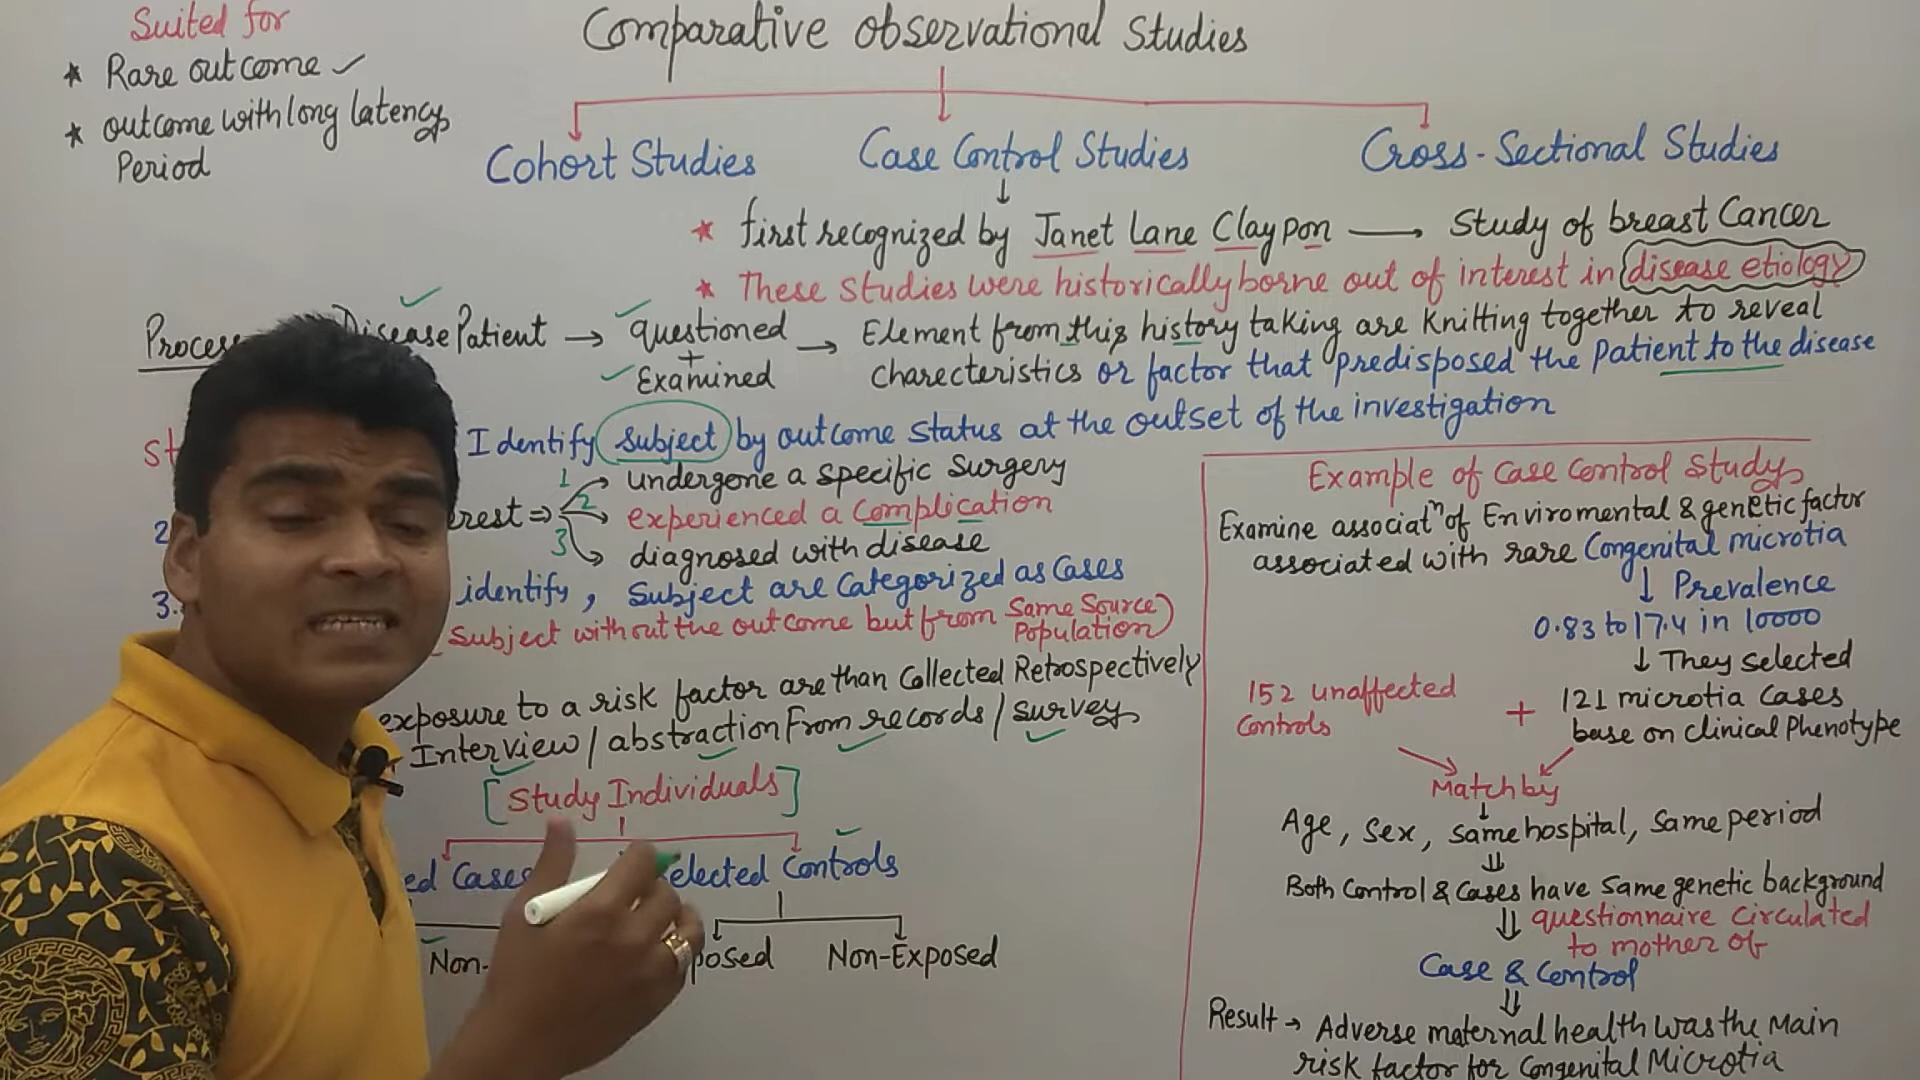 Suited for
* Rare outcome ✓
* outcome with long latency
Period
Comparative observational Studies
Cohort Studies
Case Control Studies
Cross-Sectional Studies
* first recognized by Janet Lane Claypon → Study of breast Cancer
* These studies were historically borne out of interest in disease etiology
Disease Patient → questioned
+
Examined
→ Element from this history taking are knitting together to reveal
charecteristics or factor that predisposed the patient to the disease
Identify subject by outcome status at the outset of the investigation
⇒ 1 undergone a specific surgery
2 experienced a complication
3 diagnosed with disease
2
3.
identify, Subject are Categorized as Cases
Subject without the outcome but from Same Source
Population)
exposure to a risk factor are than Collected Retrospectively
Interview / abstraction from records / survey
[Study Individuals]
Cases
Controls
Non-Exposed
Example of Case Control Study
Examine associatⁿ of Enviromental & genetic factor
associated with rare Congenital microtia
↓ Prevalence
0.83 to 17.4 in 10000
↓ They selected
152 unaffected
Controls
+
121 microtia cases
base on clinical Phenotype
Match by
↓
Age, Sex, same hospital, same period
⇓
Both Control & Cases have same genetic background
⇓ questionnaire circulated
to mother of
Case & Control
⇓
Result → Adverse maternal health was the main
risk factor for Congenital Microtia